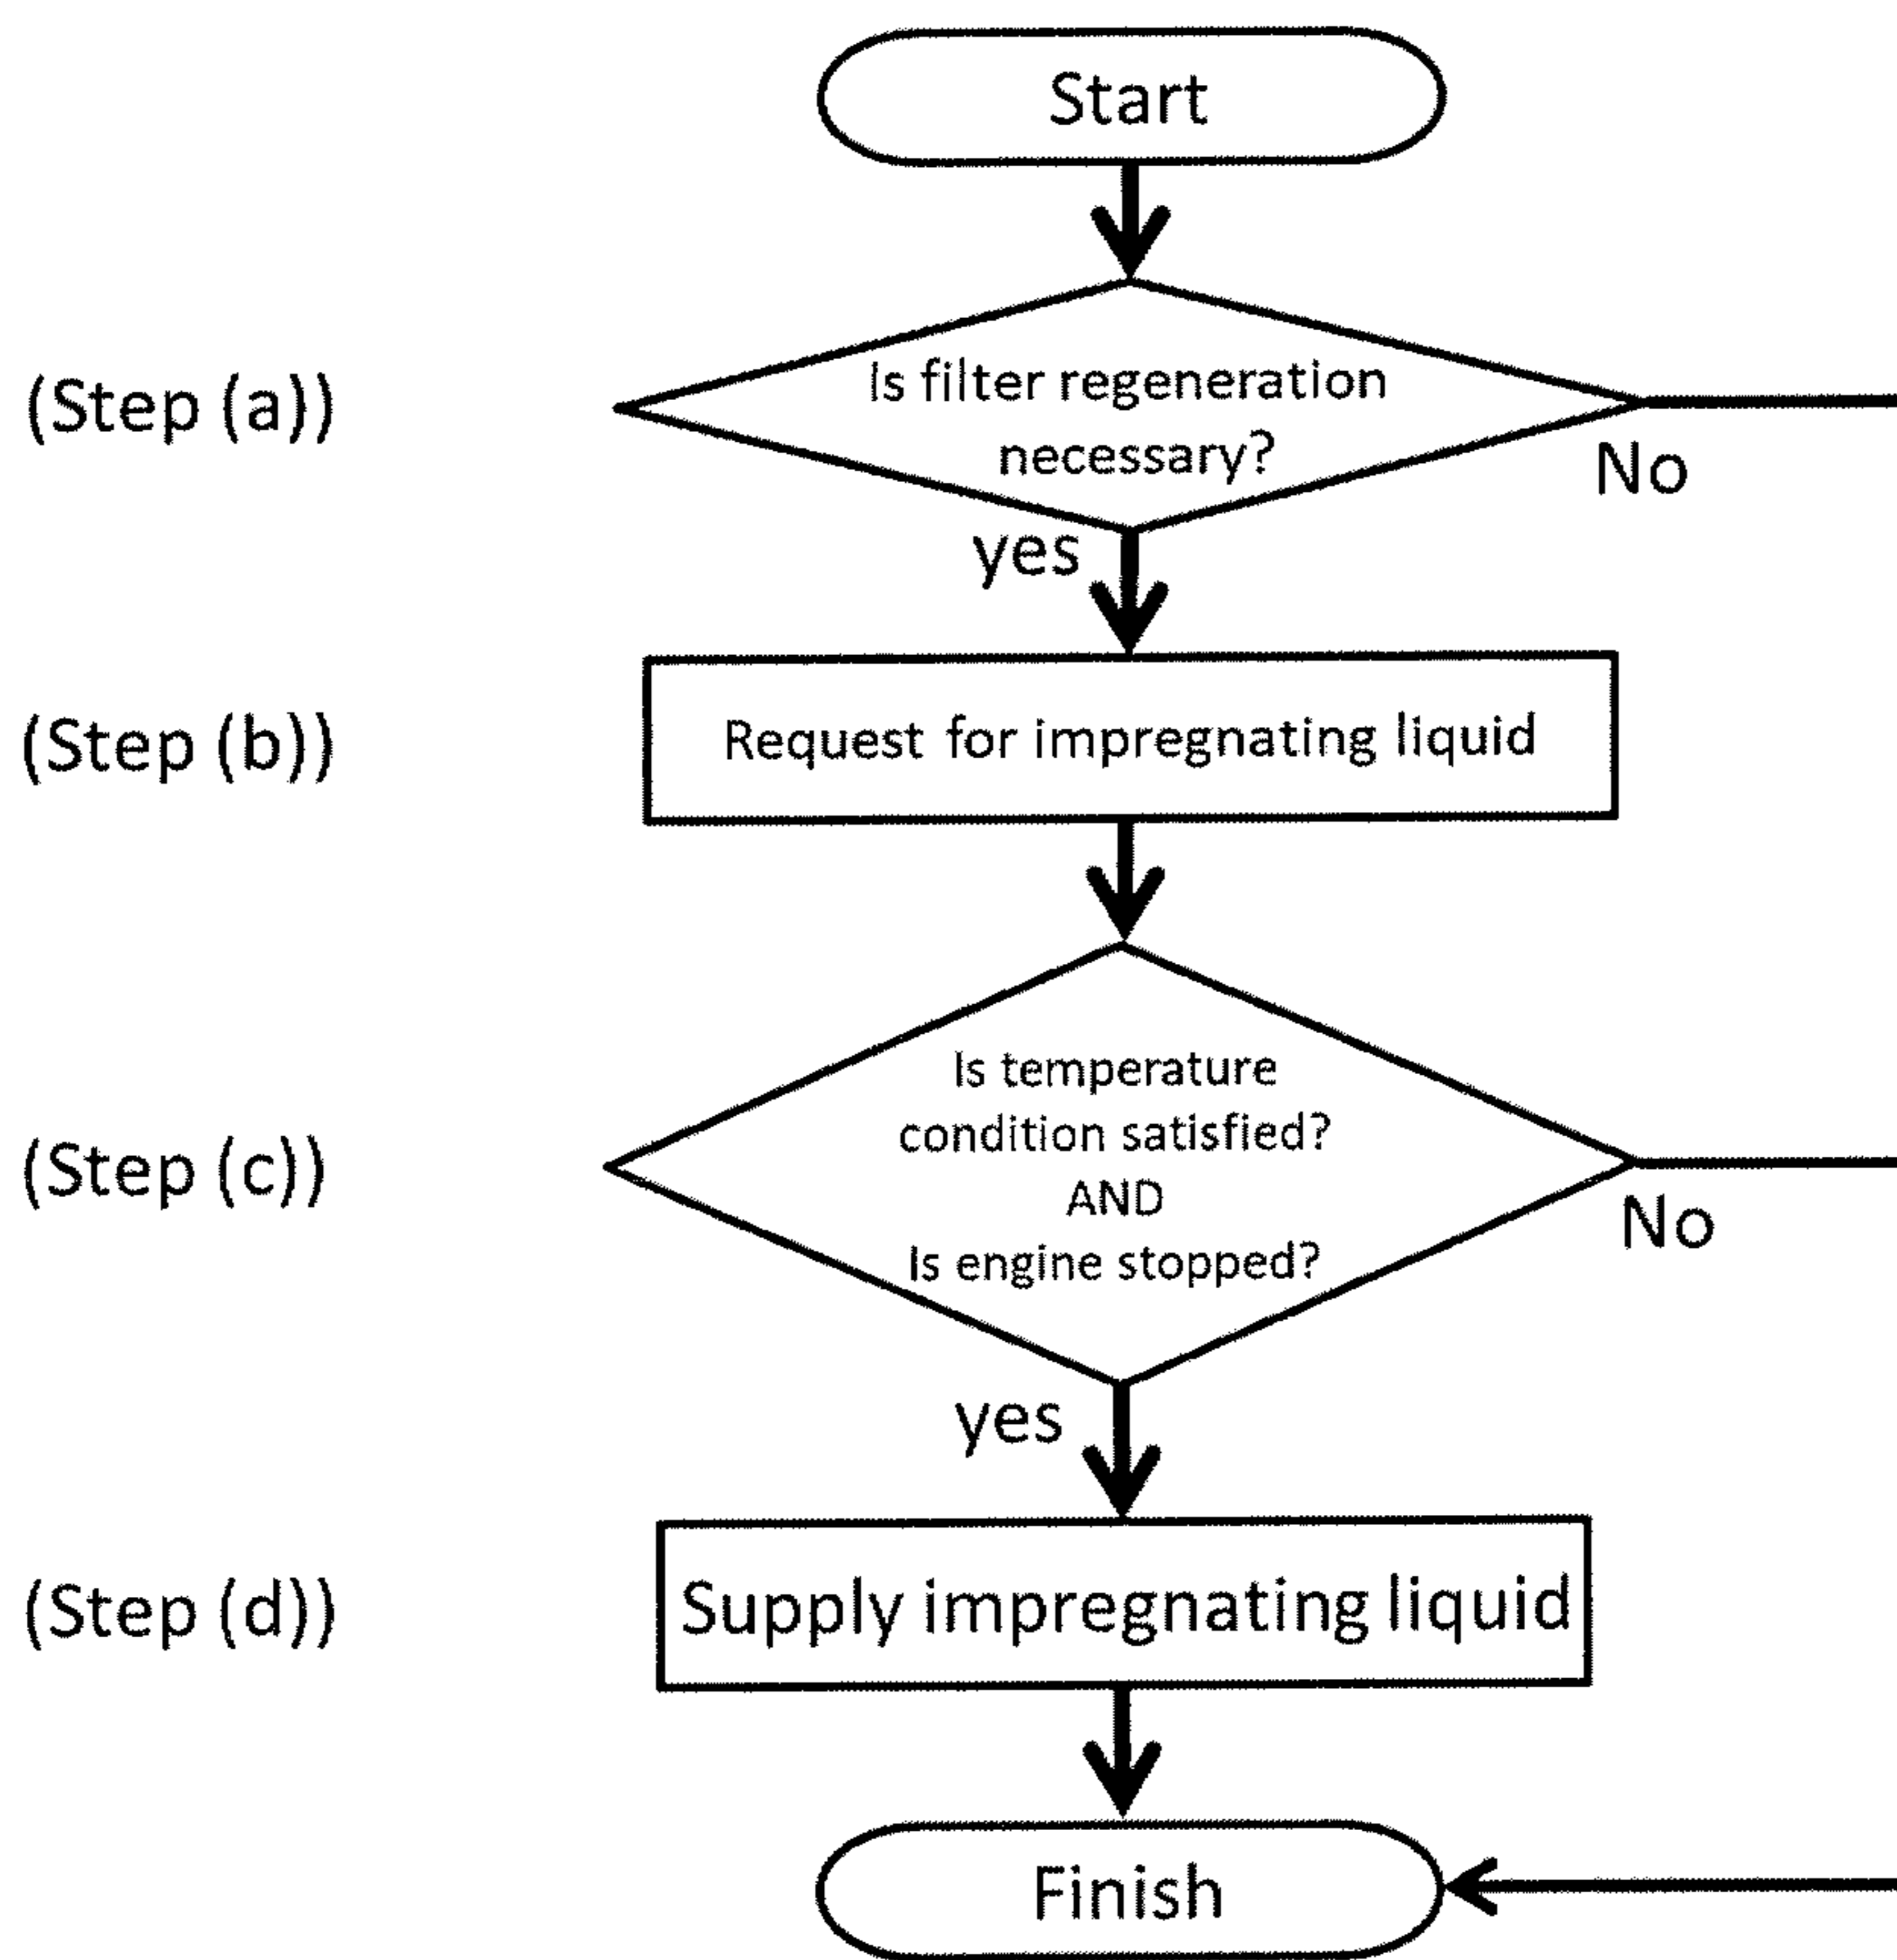 Start
(Step (a))
Is filter regeneration
necessary?
No
yes
(Step (b))
Request for impregnating liquid
(Step (c))
Is temperature
condition satisfied?
AND
Is engine stopped?
No
yes
(Step (d))
Supply impregnating liquid
Finish